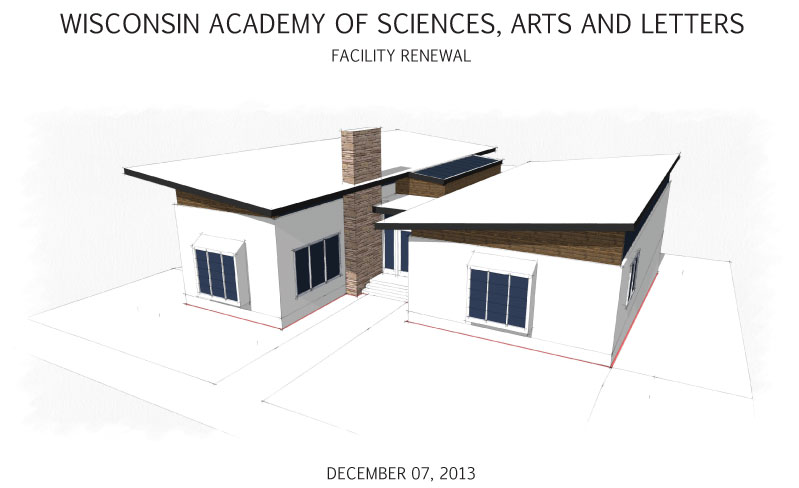 WISCONSIN ACADEMY OF SCIENCES, ARTS AND LETTERS
FACILITY RENEWAL
DECEMBER 07, 2013